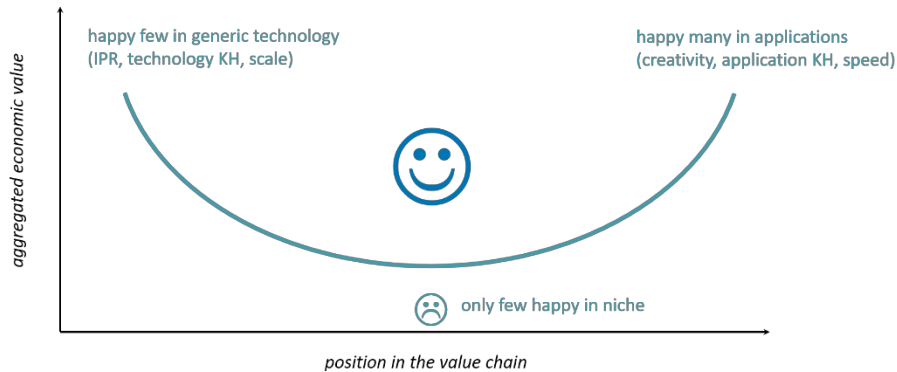 happy few in generic technology
(IPR, technology KH, scale)
happy many in applications
(creativity, application KH, speed)
aggregated economic value
only few happy in niche
position in the value chain